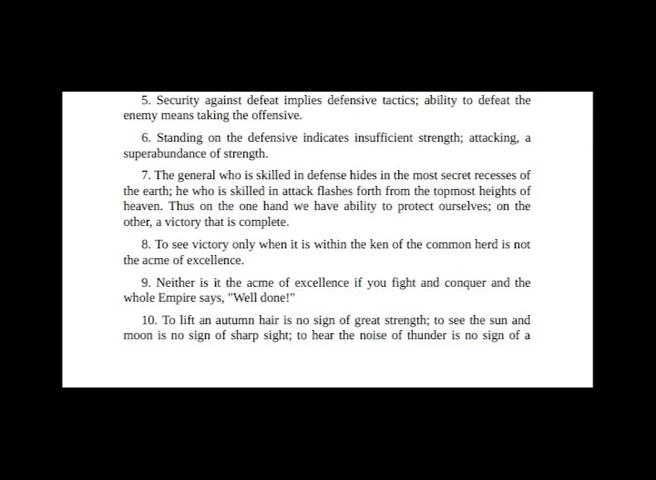 5. Security against defeat implies defensive tactics; ability to defeat the
enemy means taking the offensive.
6. Standing on the defensive indicates insufficient strength; attacking, a
superabundance of strength.
7. The general who is skilled in defense hides in the most secret recesses of
the earth; he who is skilled in attack flashes forth from the topmost heights of
heaven. Thus on the one hand we have ability to protect ourselves; on the
other, a victory that is complete.
8. To see victory only when it is within the ken of the common herd is not
the acme of excellence.
9. Neither is it the acme of excellence if you fight and conquer and the
whole Empire says, "Well done!"
10. To lift an autumn hair is no sign of great strength; to see the sun and
moon is no sign of sharp sight; to hear the noise of thunder is no sign of a